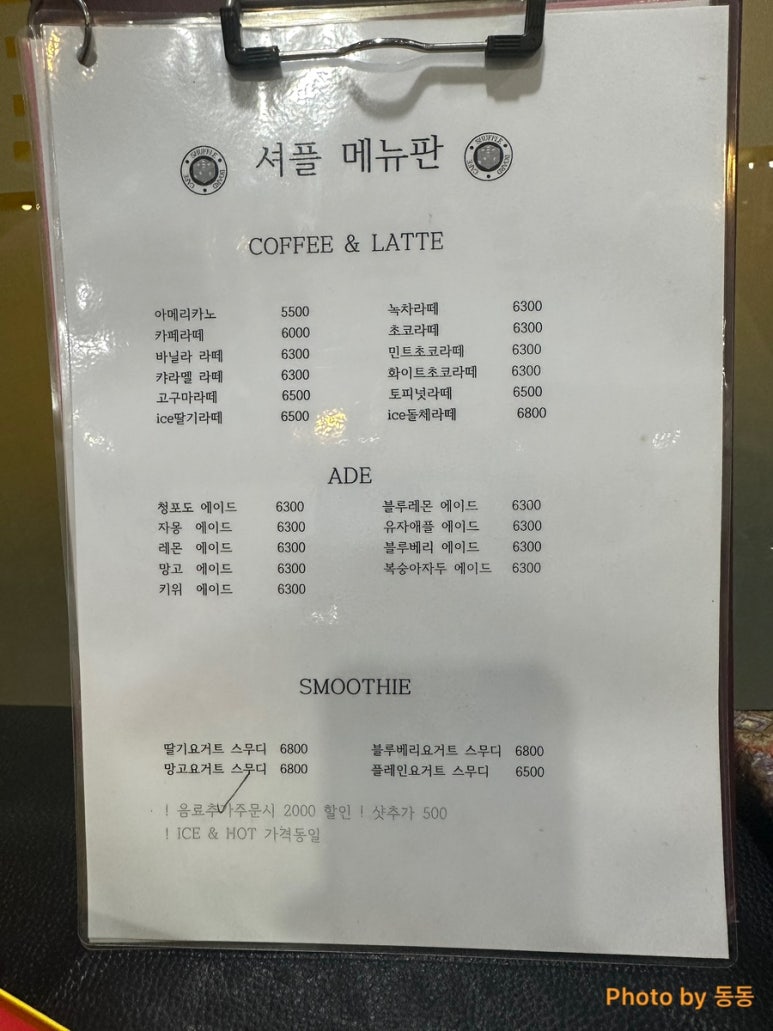 셔플 메뉴판
SHUFFLE BOARD CAFE
SHUFFLE BOARD CAFE
COFFEE & LATTE
아메리카노 5500 녹차라떼 6300
카페라떼 6000 초코라떼 6300
바닐라 라떼 6300 민트초코라떼 6300
캬라멜 라떼 6300 화이트초코라떼 6300
고구마라떼 6500 토피넛라떼 6500
ice딸기라떼 6500 ice돌체라떼 6800
ADE
청포도 에이드 6300 블루레몬 에이드 6300
자몽 에이드 6300 유자애플 에이드 6300
레몬 에이드 6300 블루베리 에이드 6300
망고 에이드 6300 복숭아자두 에이드 6300
키위 에이드 6300
SMOOTHIE
딸기요거트 스무디 6800 블루베리요거트 스무디 6800
망고요거트 스무디 6800 플레인요거트 스무디 6500
! 음료추가주문시 2000 할인 ! 샷추가 500
! ICE & HOT 가격동일
Photo by 동동